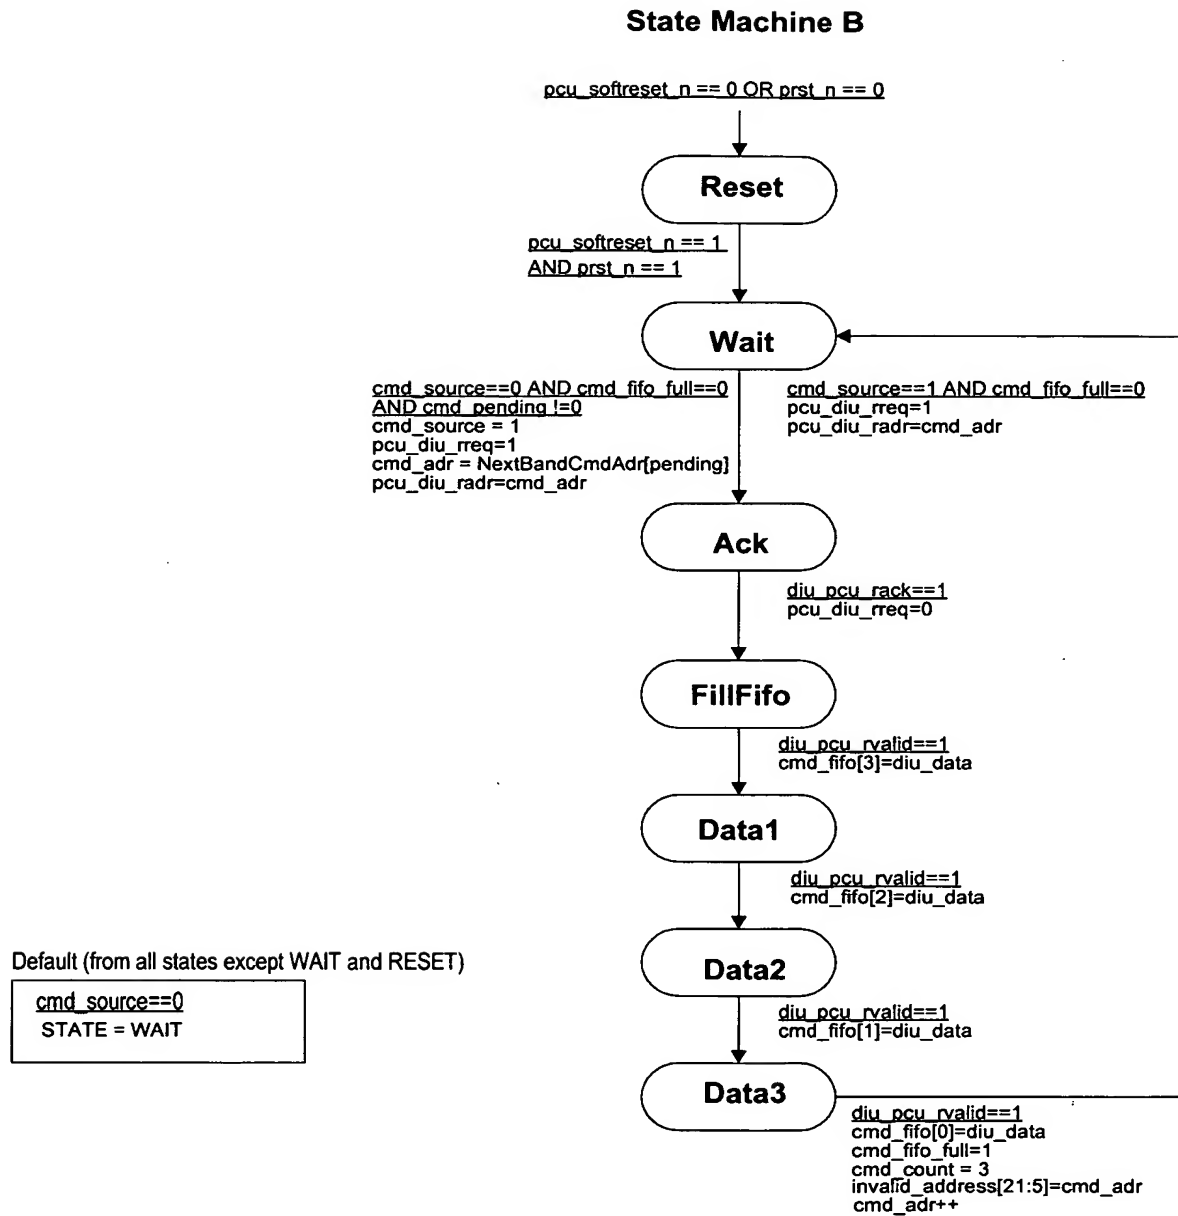 State Machine B
pcu_softreset_n == 0 OR prst_n == 0
Reset
pcu_softreset_n == 1
AND prst_n == 1
Wait
cmd_source==0 AND cmd_fifo_full==0
AND cmd_pending !=0
cmd_source = 1
pcu_diu_rreq=1
cmd_adr = NextBandCmdAdr[pending]
pcu_diu_radr=cmd_adr
cmd_source==1 AND cmd_fifo_full==0
pcu_diu_rreq=1
pcu_diu_radr=cmd_adr
Ack
diu_pcu_rack==1
pcu_diu_rreq=0
FillFifo
diu_pcu_rvalid==1
cmd_fifo[3]=diu_data
Data1
diu_pcu_rvalid==1
cmd_fifo[2]=diu_data
Data2
Default (from all states except WAIT and RESET)
cmd_source==0
STATE = WAIT
diu_pcu_rvalid==1
cmd_fifo[1]=diu_data
Data3
diu_pcu_rvalid==1
cmd_fifo[0]=diu_data
cmd_fifo_full=1
cmd_count = 3
invalid_address[21:5]=cmd_adr
cmd_adr++